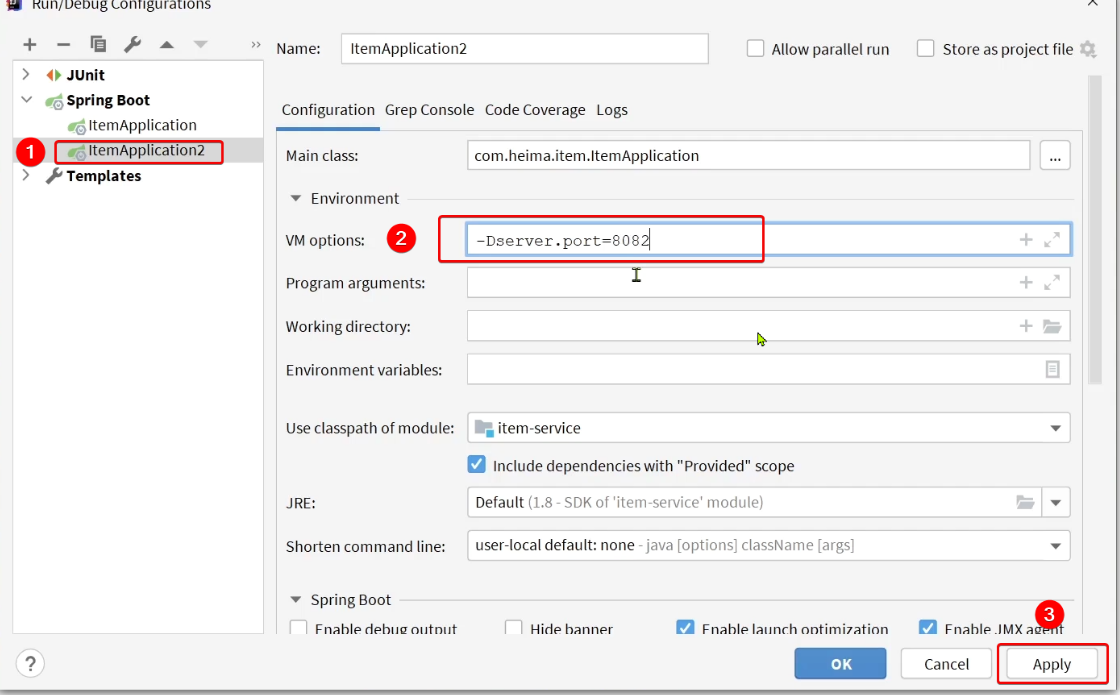 Run/Debug Configurations
Name: ItemApplication2 Allow parallel run Store as project file
JUnit
Spring Boot
ItemApplication
1 ItemApplication2
Templates
Configuration Grep Console Code Coverage Logs
Main class: com.heima.item.ItemApplication ...
Environment
VM options: 2 -Dserver.port=8082
Program arguments:
Working directory:
Environment variables:
Use classpath of module: item-service
Include dependencies with "Provided" scope
JRE: Default (1.8 - SDK of 'item-service' module)
Shorten command line: user-local default: none - java [options] className [args]
Spring Boot
3
Enable debug output Hide banner Enable launch optimization Enable JMX agent
? OK Cancel Apply